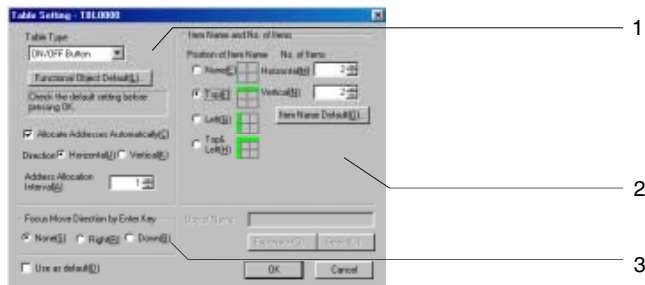 Table Setting - TBL0000
Table Type
ON/OFF Button
Functional Object Default(L)...
Check the default setting before
pressing OK.
Allocate Addresses Automatically(C)
Direction Horizontal(U) Vertical(K)
Address Allocation
Interval(A) 1
Focus Move Direction by Enter Key
None(S) Right(R) Down(B)
Use as default(D)
Item Name and No. of Items
Position of Item Name No. of Items
None(E) Horizontal(M) 2
Top(F) Vertical(N) 2
Left(G) Item Name Default(O)...
Top&
Left(H)
Object Name
OK Cancel
1
2
3